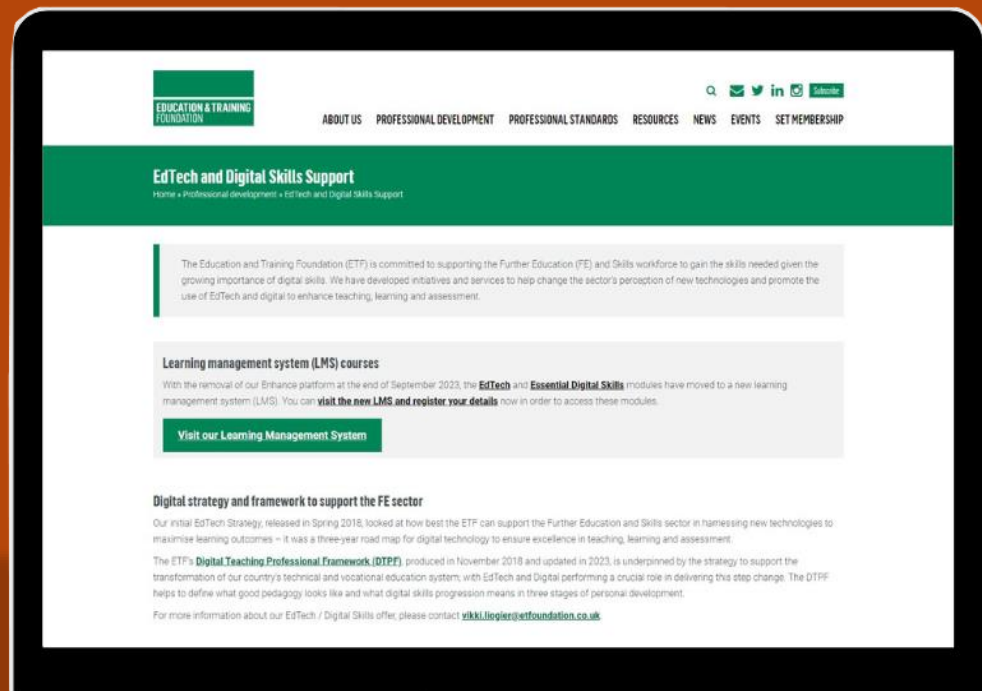 EDUCATION & TRAINING
FOUNDATION
Subscribe
ABOUT US PROFESSIONAL DEVELOPMENT PROFESSIONAL STANDARDS RESOURCES NEWS EVENTS SET MEMBERSHIP
EdTech and Digital Skills Support
Home » Professional development » EdTech and Digital Skills Support
The Education and Training Foundation (ETF) is committed to supporting the Further Education (FE) and Skills workforce to gain the skills needed given the
growing importance of digital skills. We have developed initiatives and services to help change the sector's perception of new technologies and promote the
use of EdTech and digital to enhance teaching, learning and assessment.
Learning management system (LMS) courses
With the removal of our Enhance platform at the end of September 2023, the EdTech and Essential Digital Skills modules have moved to a new learning
management system (LMS). You can visit the new LMS and register your details now in order to access these modules.
Visit our Learning Management System
Digital strategy and framework to support the FE sector
Our initial EdTech Strategy, released in Spring 2018, looked at how best the ETF can support the Further Education and Skills sector in harnessing new technologies to
maximise learning outcomes – it was a three-year road map for digital technology to ensure excellence in teaching, learning and assessment.
The ETF's Digital Teaching Professional Framework (DTPF), produced in November 2018 and updated in 2023, is underpinned by the strategy to support the
transformation of our country's technical and vocational education system; with EdTech and Digital performing a crucial role in delivering this step change. The DTPF
helps to define what good pedagogy looks like and what digital skills progression means in three stages of personal development.
For more information about our EdTech / Digital Skills offer, please contact vikki.liogier@etfoundation.co.uk.